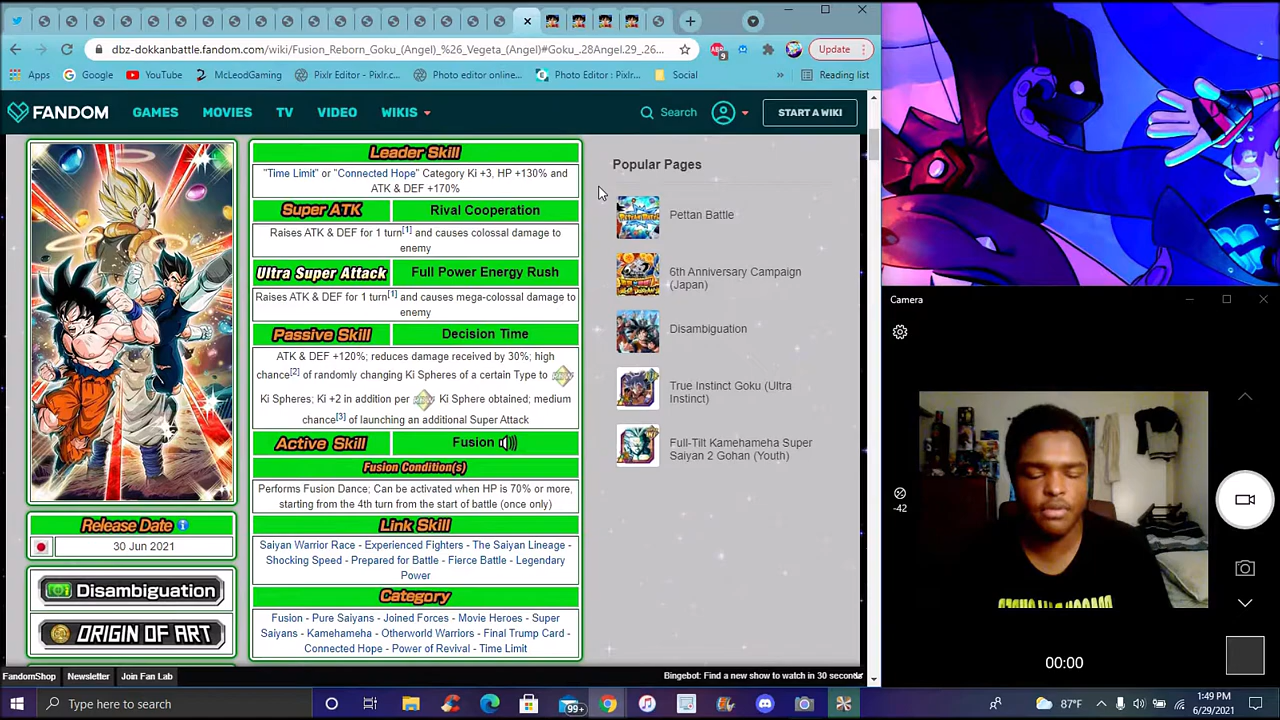 Update
dbz-dokkanbattle.fandom.com/wiki/Fusion_Reborn_Goku_(Angel)_%26_Vegeta_(Angel)#Goku_.28Angel.29_.26_...
9
Apps
Google
YouTube
McLeodGaming
Pixlr Editor - Pixlr.c...
Photo editor online...
Photo Editor : Pixlr...
Social
»
Reading list
FANDOM
GAMES
MOVIES
TV
VIDEO
WIKIS
Search
START A WIKI
Leader Skill
"Time Limit" or "Connected Hope" Category Ki +3, HP +130% and
ATK & DEF +170%
Super ATK
Rival Cooperation
Raises ATK & DEF for 1 turn[1] and causes colossal damage to
enemy
Ultra Super Attack
Full Power Energy Rush
Raises ATK & DEF for 1 turn[1] and causes mega-colossal damage to
enemy
Passive Skill
Decision Time
ATK & DEF +120%; reduces damage received by 30%; high
chance[2] of randomly changing Ki Spheres of a certain Type to
Ki Spheres; Ki +2 in addition per Ki Sphere obtained; medium
chance[3] of launching an additional Super Attack
Active Skill
Fusion
Fusion Condition(s)
Performs Fusion Dance; Can be activated when HP is 70% or more,
starting from the 4th turn from the start of battle (once only)
Link Skill
Saiyan Warrior Race - Experienced Fighters - The Saiyan Lineage -
Shocking Speed - Prepared for Battle - Fierce Battle - Legendary
Power
Category
Fusion - Pure Saiyans - Joined Forces - Movie Heroes - Super
Saiyans - Kamehameha - Otherworld Warriors - Final Trump Card -
Connected Hope - Power of Revival - Time Limit
Release Date
30 Jun 2021
Disambiguation
ORIGIN OF ART
Popular Pages
Pettan Battle
6th Anniversary Campaign
(Japan)
Disambiguation
True Instinct Goku (Ultra
Instinct)
Full-Tilt Kamehameha Super
Saiyan 2 Gohan (Youth)
FandomShop
Newsletter
Join Fan Lab
Bingebot: Find a new show to watch in 30 seconds
Camera
-42
00:00
Type here to search
99+
87°F
1:49 PM
6/29/2021